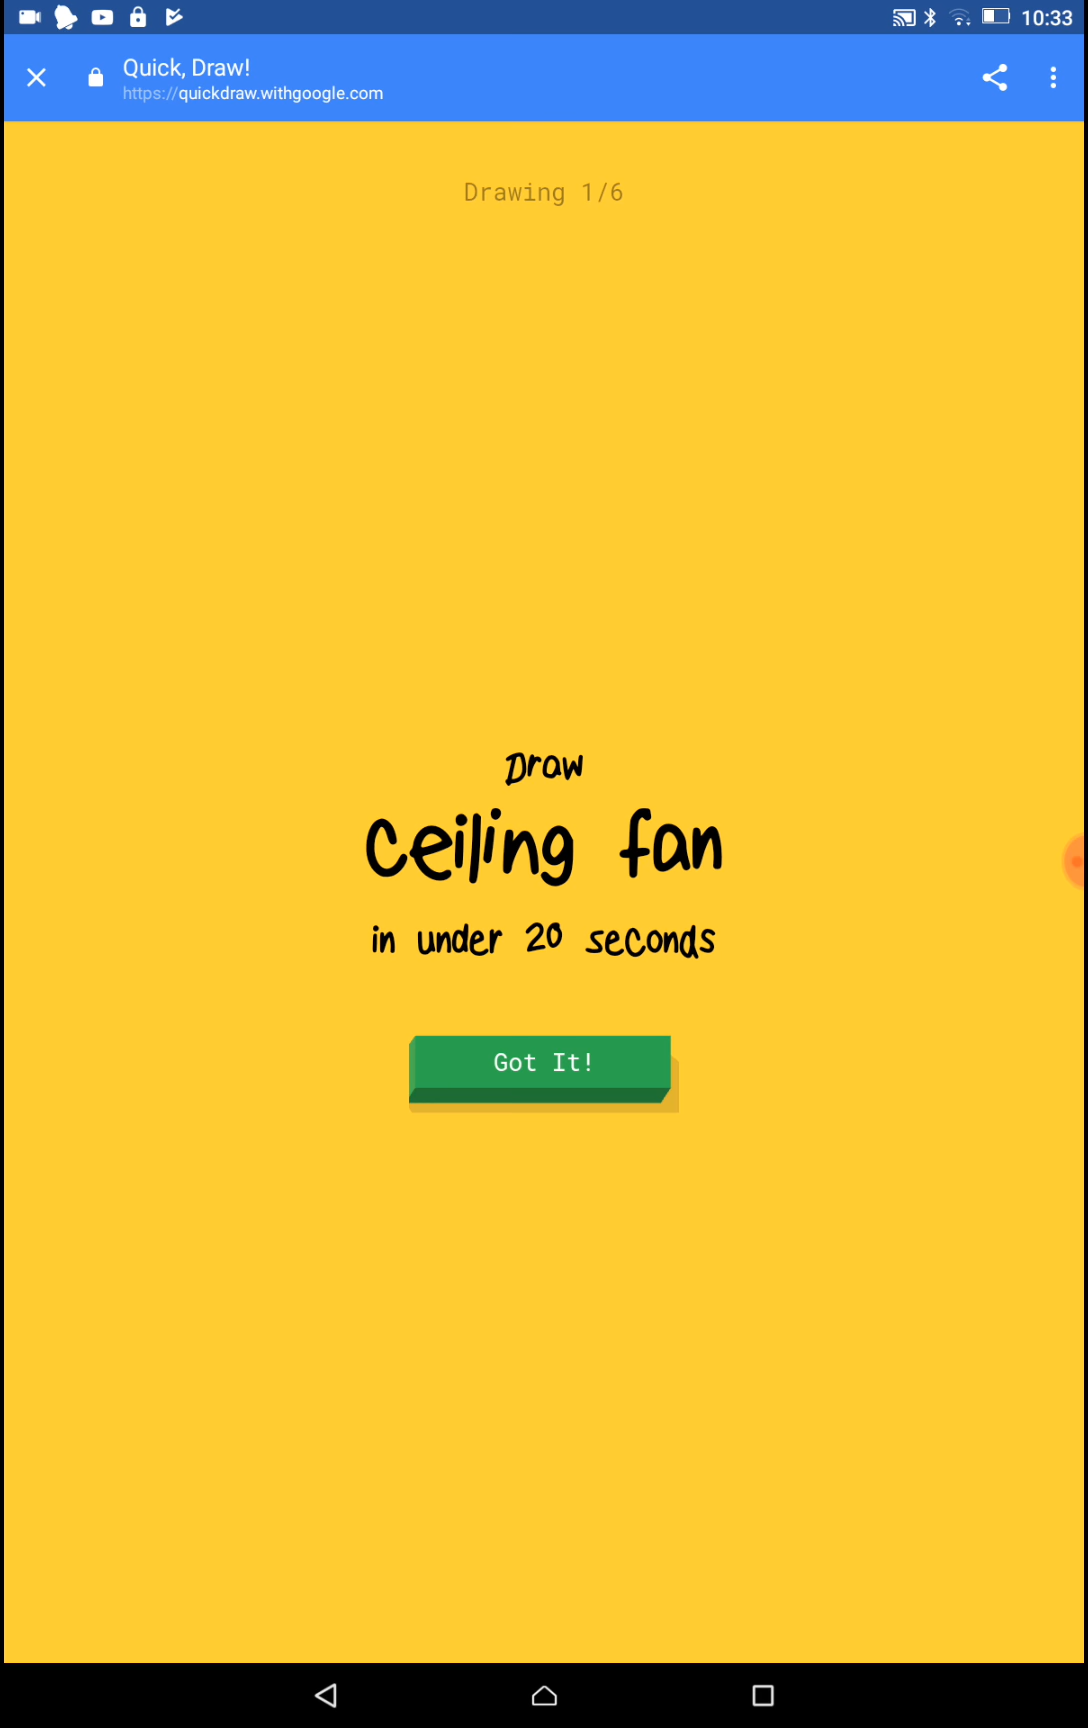 10:33
Quick, Draw!
https://quickdraw.withgoogle.com
Drawing 1/6
Draw
ceiling fan
in under 20 seconds
Got It!